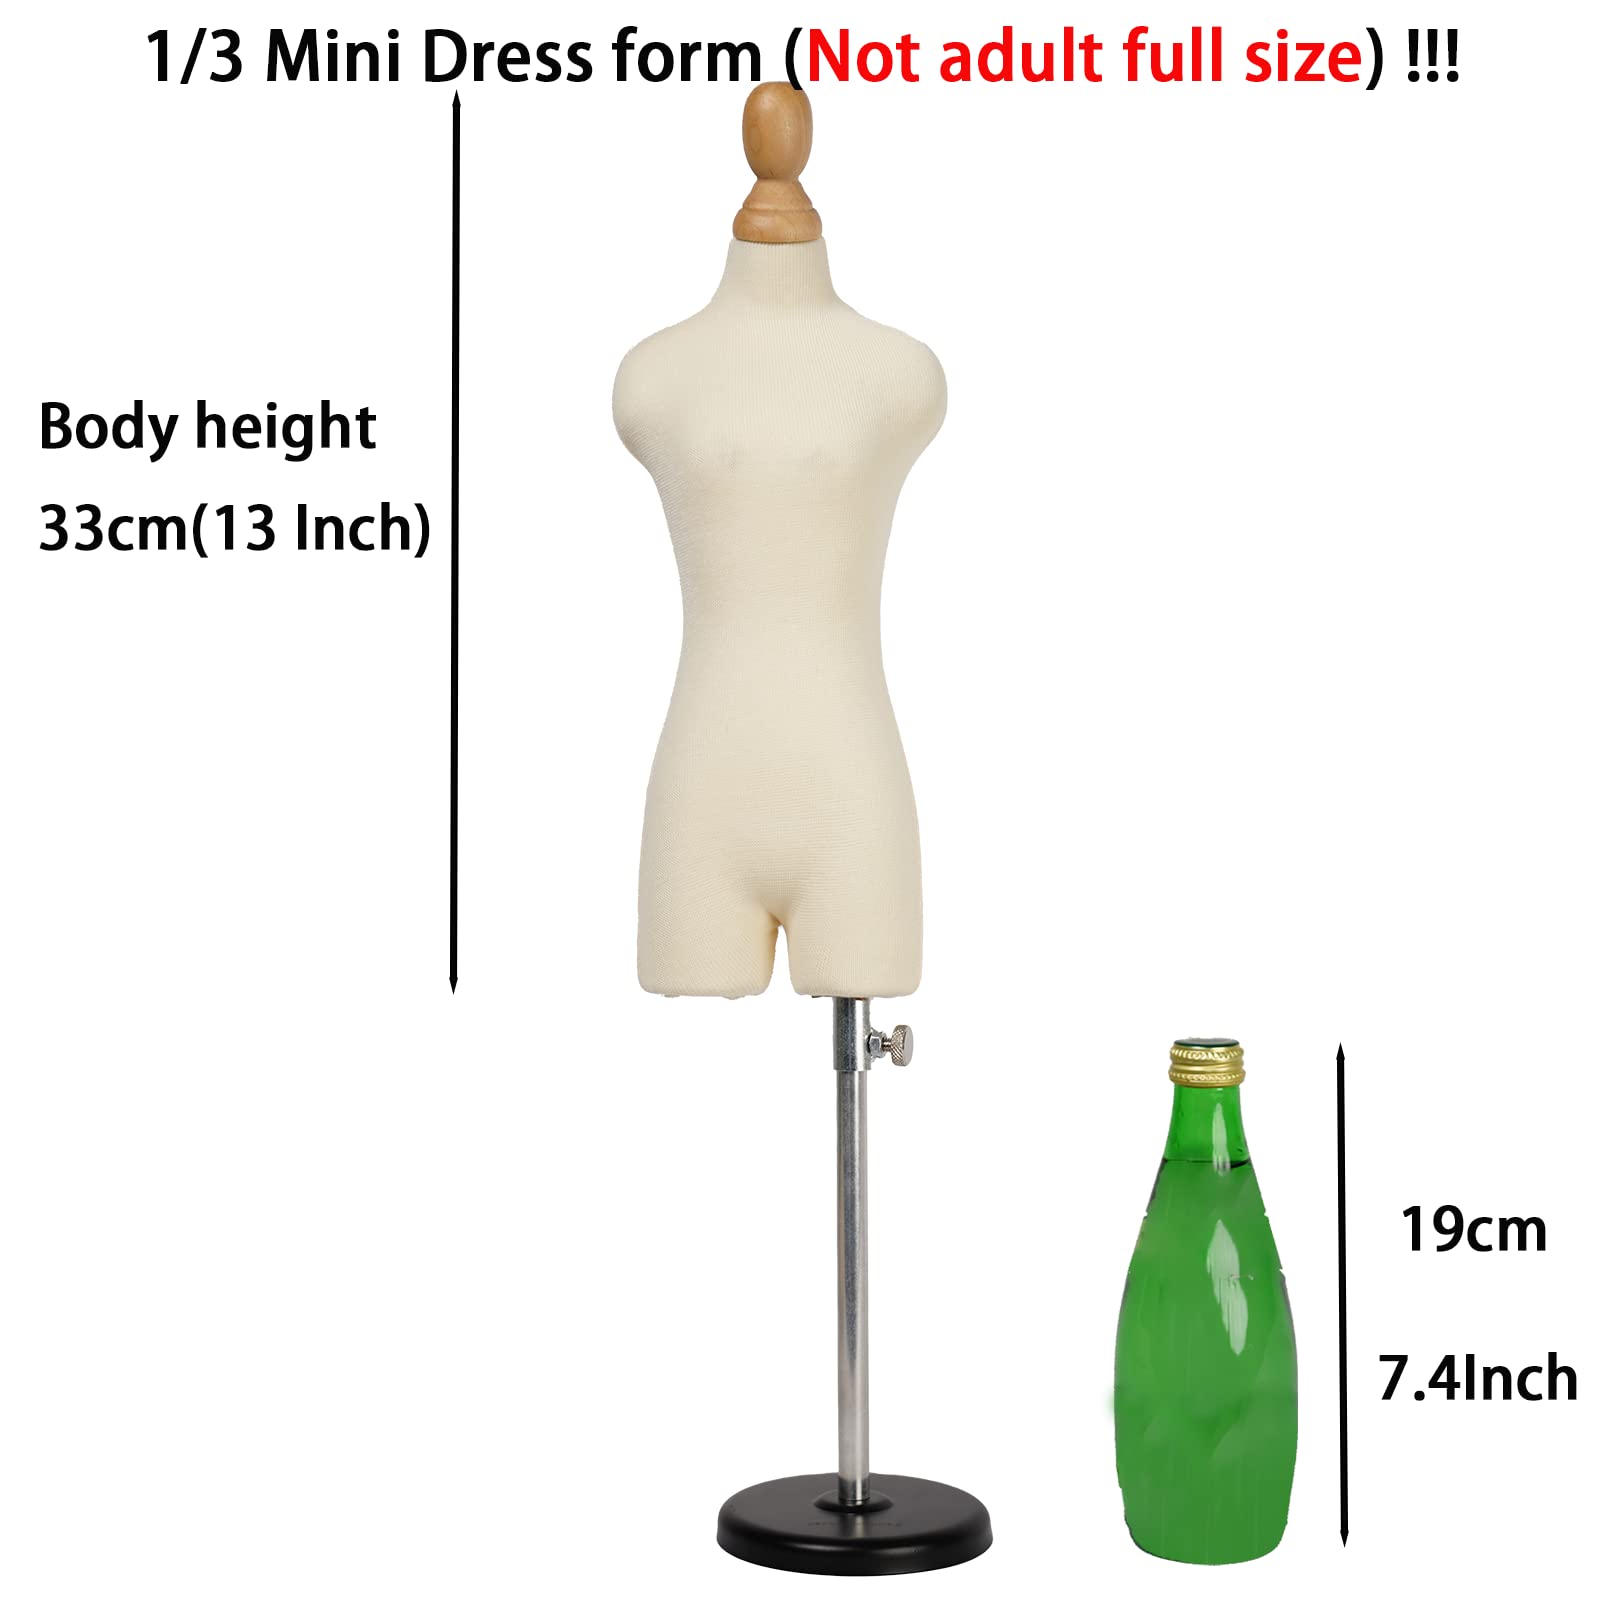 1/3 Mini Dress form (Not adult full size) !!!
Body height
33cm(13 Inch)
19cm
7.4Inch